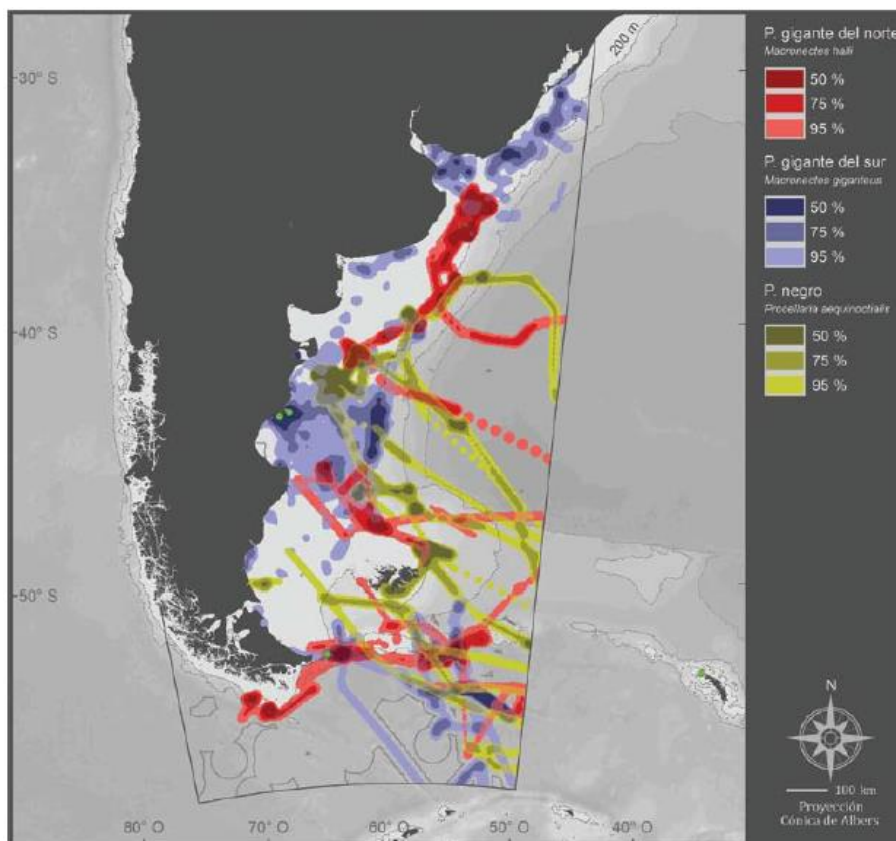 200 m
30° S
40° S
50° S
80° O
70° O
60° O
50° O
40° O
P. gigante del norte
Macronectes halli
50 %
75 %
95 %
P. gigante del sur
Macronectes giganteus
50 %
75 %
95 %
P. negro
Procellaria aequinoctialis
50 %
75 %
95 %
N
100 km
Proyección
Cónica de Albers